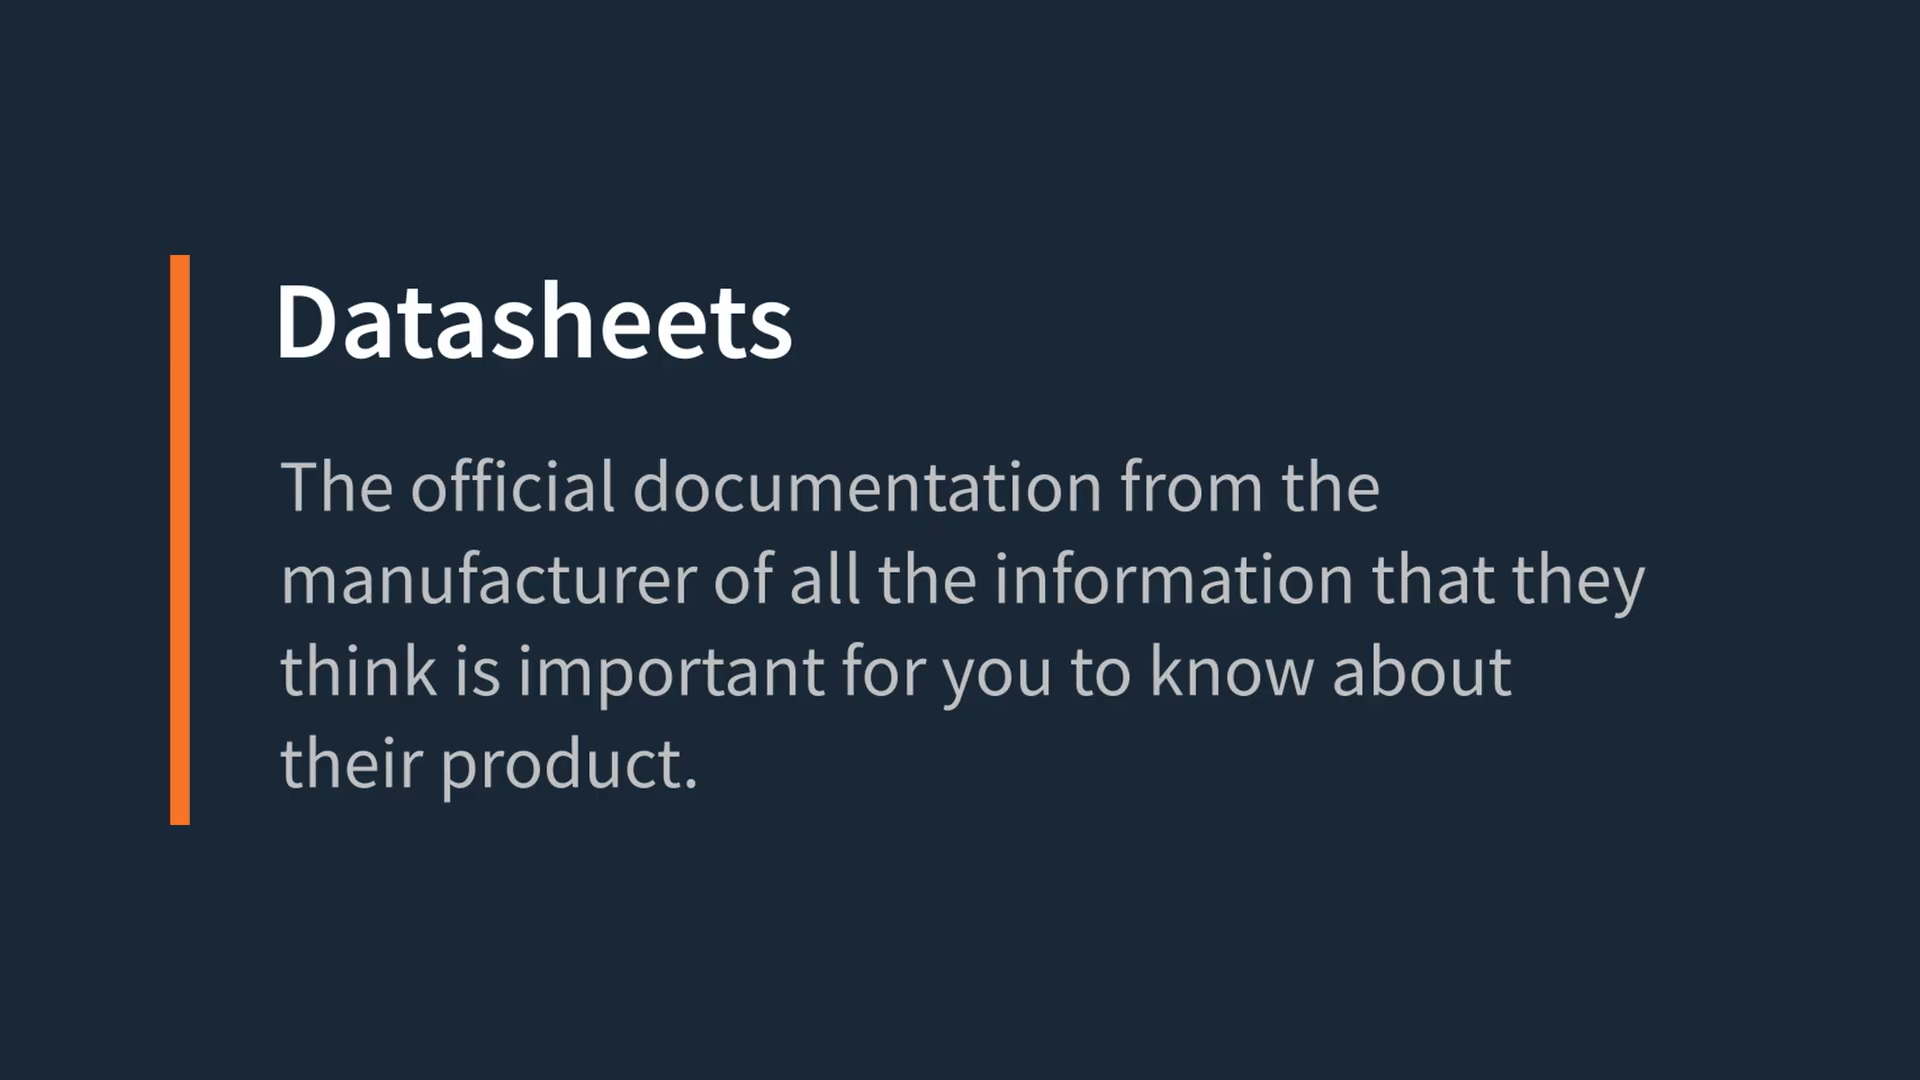 Datasheets
The official documentation from the
manufacturer of all the information that they
think is important for you to know about
their product.